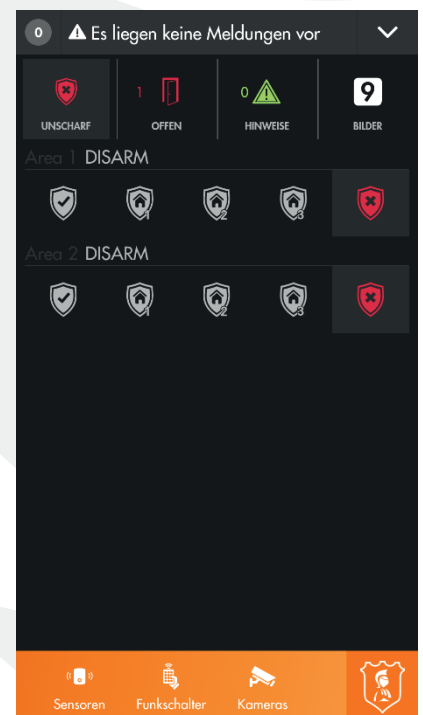 0 Es liegen keine Meldungen vor
1 0 9
UNSCHARF OFFEN HINWEISE BILDER
Area 1 DISARM
1 2 3
Area 2 DISARM
1 2 3
Sensoren Funkschalter Kameras